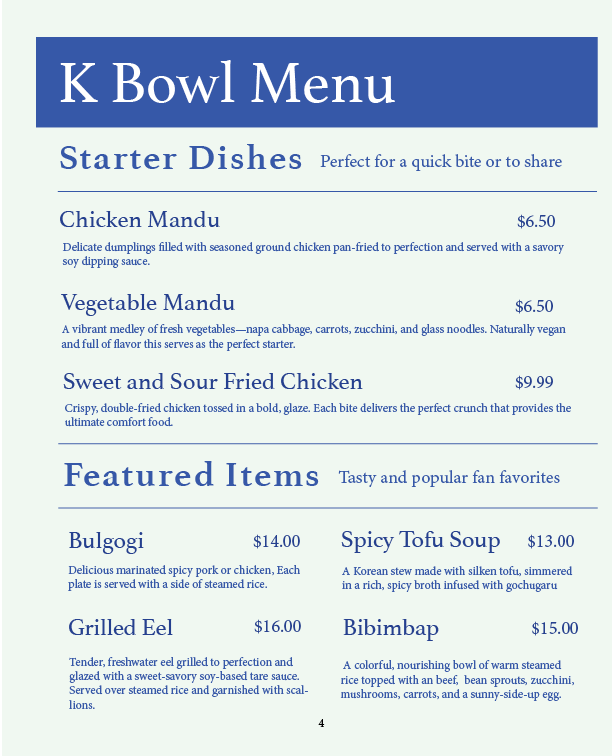 K Bowl Menu
Starter Dishes Perfect for a quick bite or to share
Chicken Mandu $6.50
Delicate dumplings filled with seasoned ground chicken pan-fried to perfection and served with a savory
soy dipping sauce.
Vegetable Mandu $6.50
A vibrant medley of fresh vegetables—napa cabbage, carrots, zucchini, and glass noodles. Naturally vegan
and full of flavor this serves as the perfect starter.
Sweet and Sour Fried Chicken $9.99
Crispy, double-fried chicken tossed in a bold, glaze. Each bite delivers the perfect crunch that provides the
ultimate comfort food.
Featured Items Tasty and popular fan favorites
Bulgogi $14.00
Delicious marinated spicy pork or chicken, Each
plate is served with a side of steamed rice.
Spicy Tofu Soup $13.00
A Korean stew made with silken tofu, simmered
in a rich, spicy broth infused with gochugaru
Grilled Eel $16.00
Tender, freshwater eel grilled to perfection and
glazed with a sweet-savory soy-based tare sauce.
Served over steamed rice and garnished with scal-
lions.
Bibimbap $15.00
A colorful, nourishing bowl of warm steamed
rice topped with an beef, bean sprouts, zucchini,
mushrooms, carrots, and a sunny-side-up egg.
4